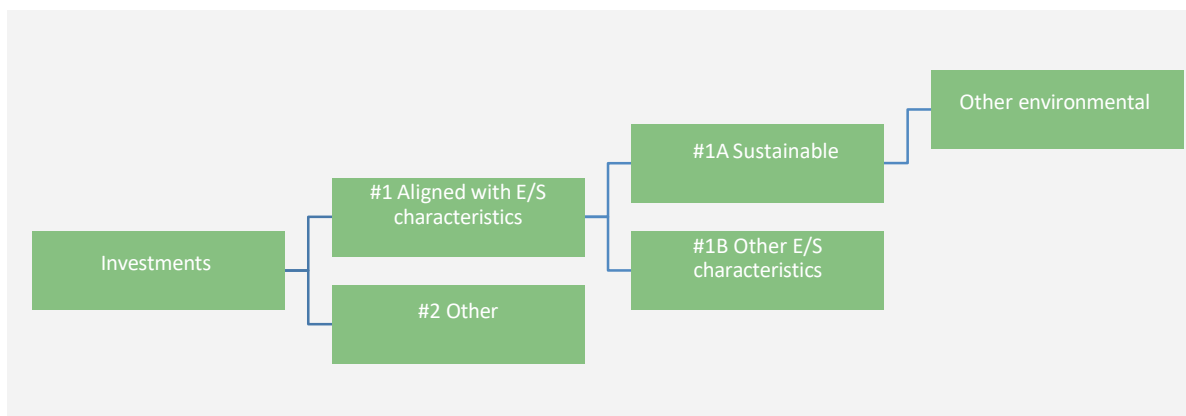 Investments
#1 Aligned with E/S
characteristics
#2 Other
#1A Sustainable
#1B Other E/S
characteristics
Other environmental